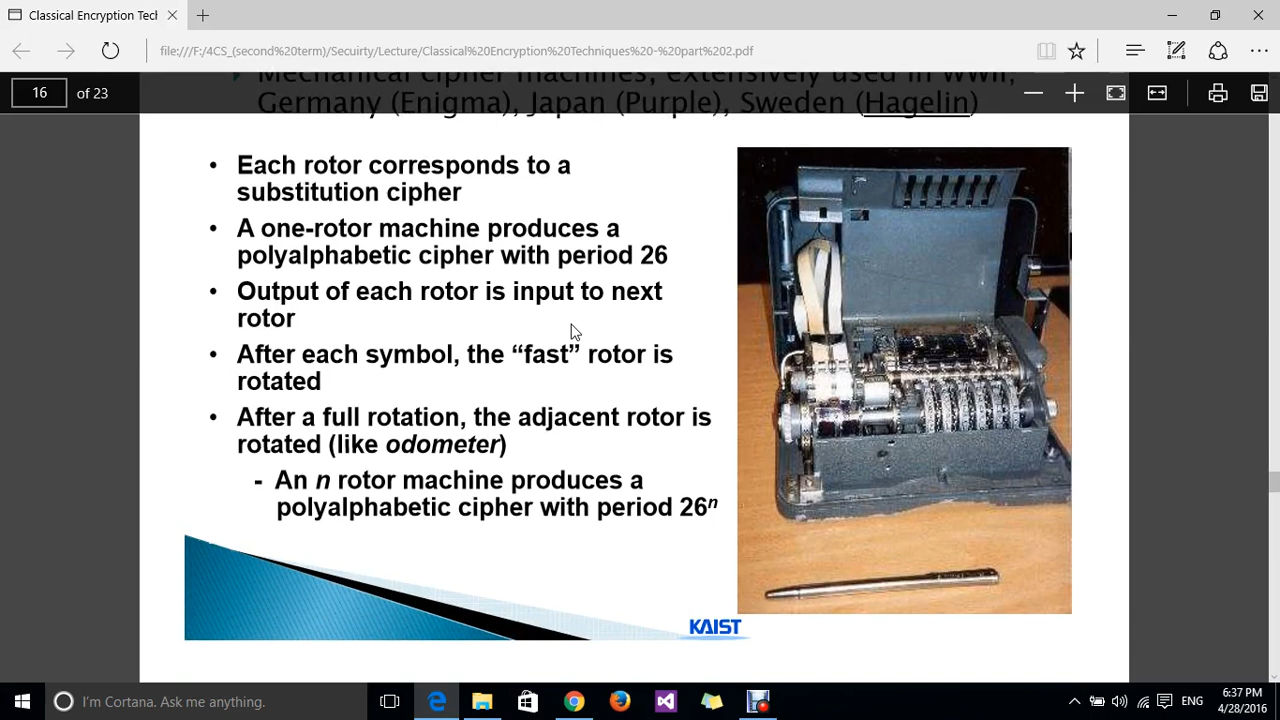 Classical Encryption Tech
file:///F:/4CS_(second%20term)/Secuirty/Lecture/Classical%20Encryption%20Techniques%20-%20part%202.pdf
16 of 23
Mechanical cipher machines, extensively used in WWII;
Germany (Enigma), Japan (Purple), Sweden (Hagelin)
• Each rotor corresponds to a
substitution cipher
• A one-rotor machine produces a
polyalphabetic cipher with period 26
• Output of each rotor is input to next
rotor
• After each symbol, the “fast” rotor is
rotated
• After a full rotation, the adjacent rotor is
rotated (like odometer)
- An n rotor machine produces a
polyalphabetic cipher with period 26ⁿ
KAIST
I'm Cortana. Ask me anything.
ENG
6:37 PM
4/28/2016